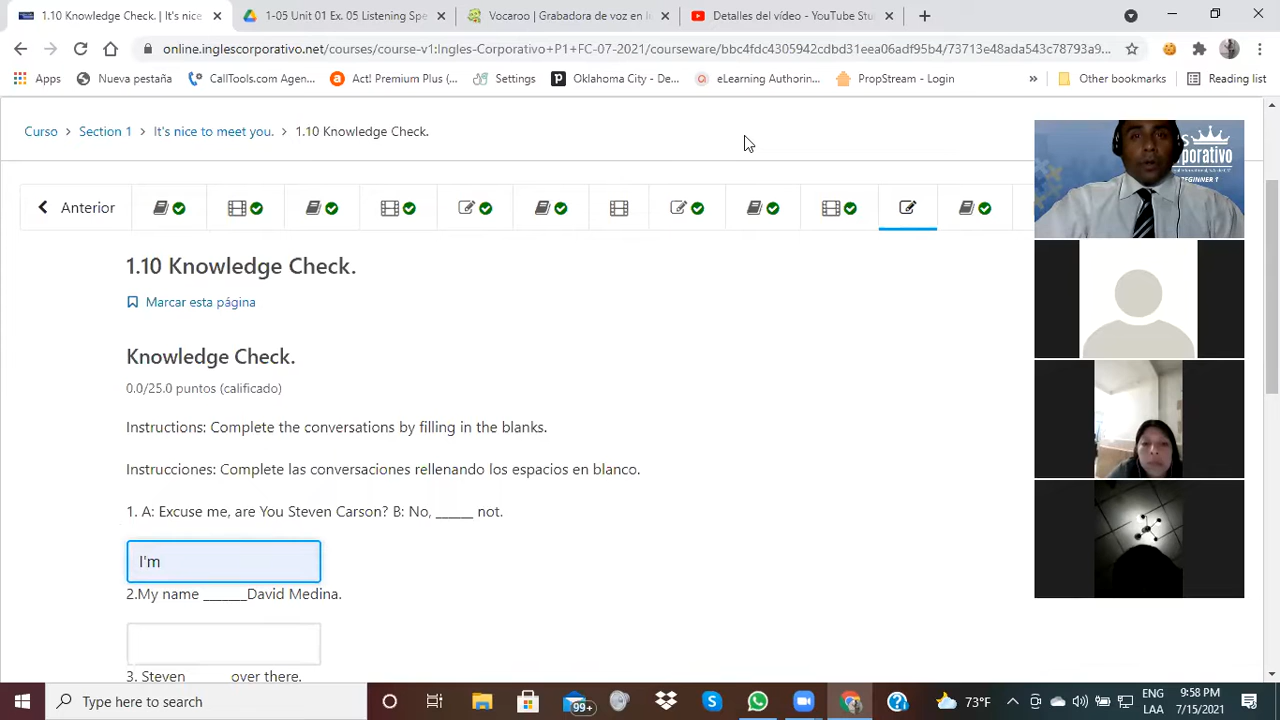 1.10 Knowledge Check. | It's nice
1-05 Unit 01 Ex. 05 Listening Sp
Vocaroo | Grabadora de voz en l
Detalles del vídeo - YouTube Stu
online.inglescorporativo.net/courses/course-v1:Ingles-Corporativo+P1+FC-07-2021/courseware/bbc4fdc4305942cdbd31eea06adf95b4/73713e48ada543c78793a9...
Apps
Nueva pestaña
CallTools.com Agen...
Act! Premium Plus (...
Settings
Oklahoma City - De...
eLearning Authorin...
PropStream - Login
»
Other bookmarks
Reading list
Curso > Section 1 > It's nice to meet you. > 1.10 Knowledge Check.
Anterior
1.10 Knowledge Check.
Marcar esta página
Knowledge Check.
0.0/25.0 puntos (calificado)
Instructions: Complete the conversations by filling in the blanks.
Instrucciones: Complete las conversaciones rellenando los espacios en blanco.
1. A: Excuse me, are You Steven Carson? B: No, _____ not.
I'm
2.My name ______David Medina.
3. Steven _____ over there.
porativo
BEGINNER 1
Type here to search
99+
73°F
ENG
LAA
9:58 PM
7/15/2021